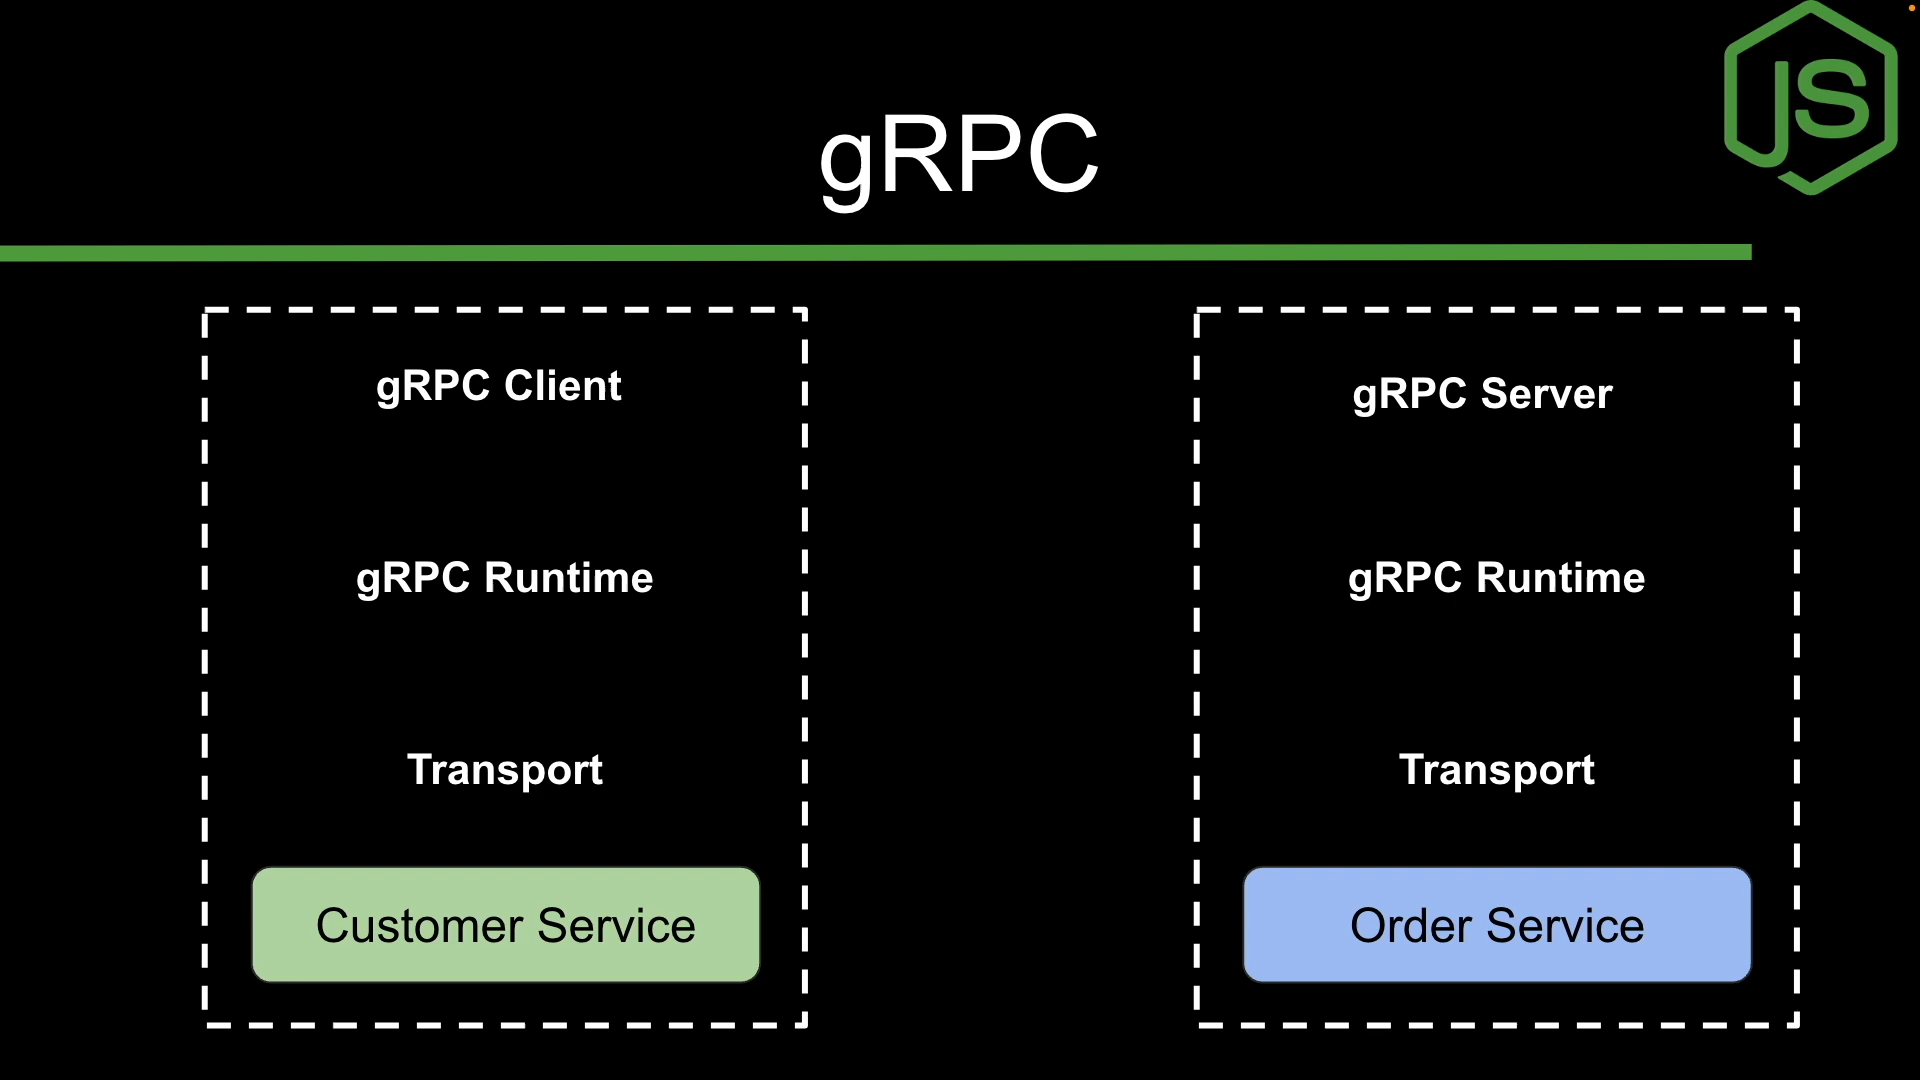 gRPC
JS
gRPC Client
gRPC Runtime
Transport
Customer Service
gRPC Server
gRPC Runtime
Transport
Order Service